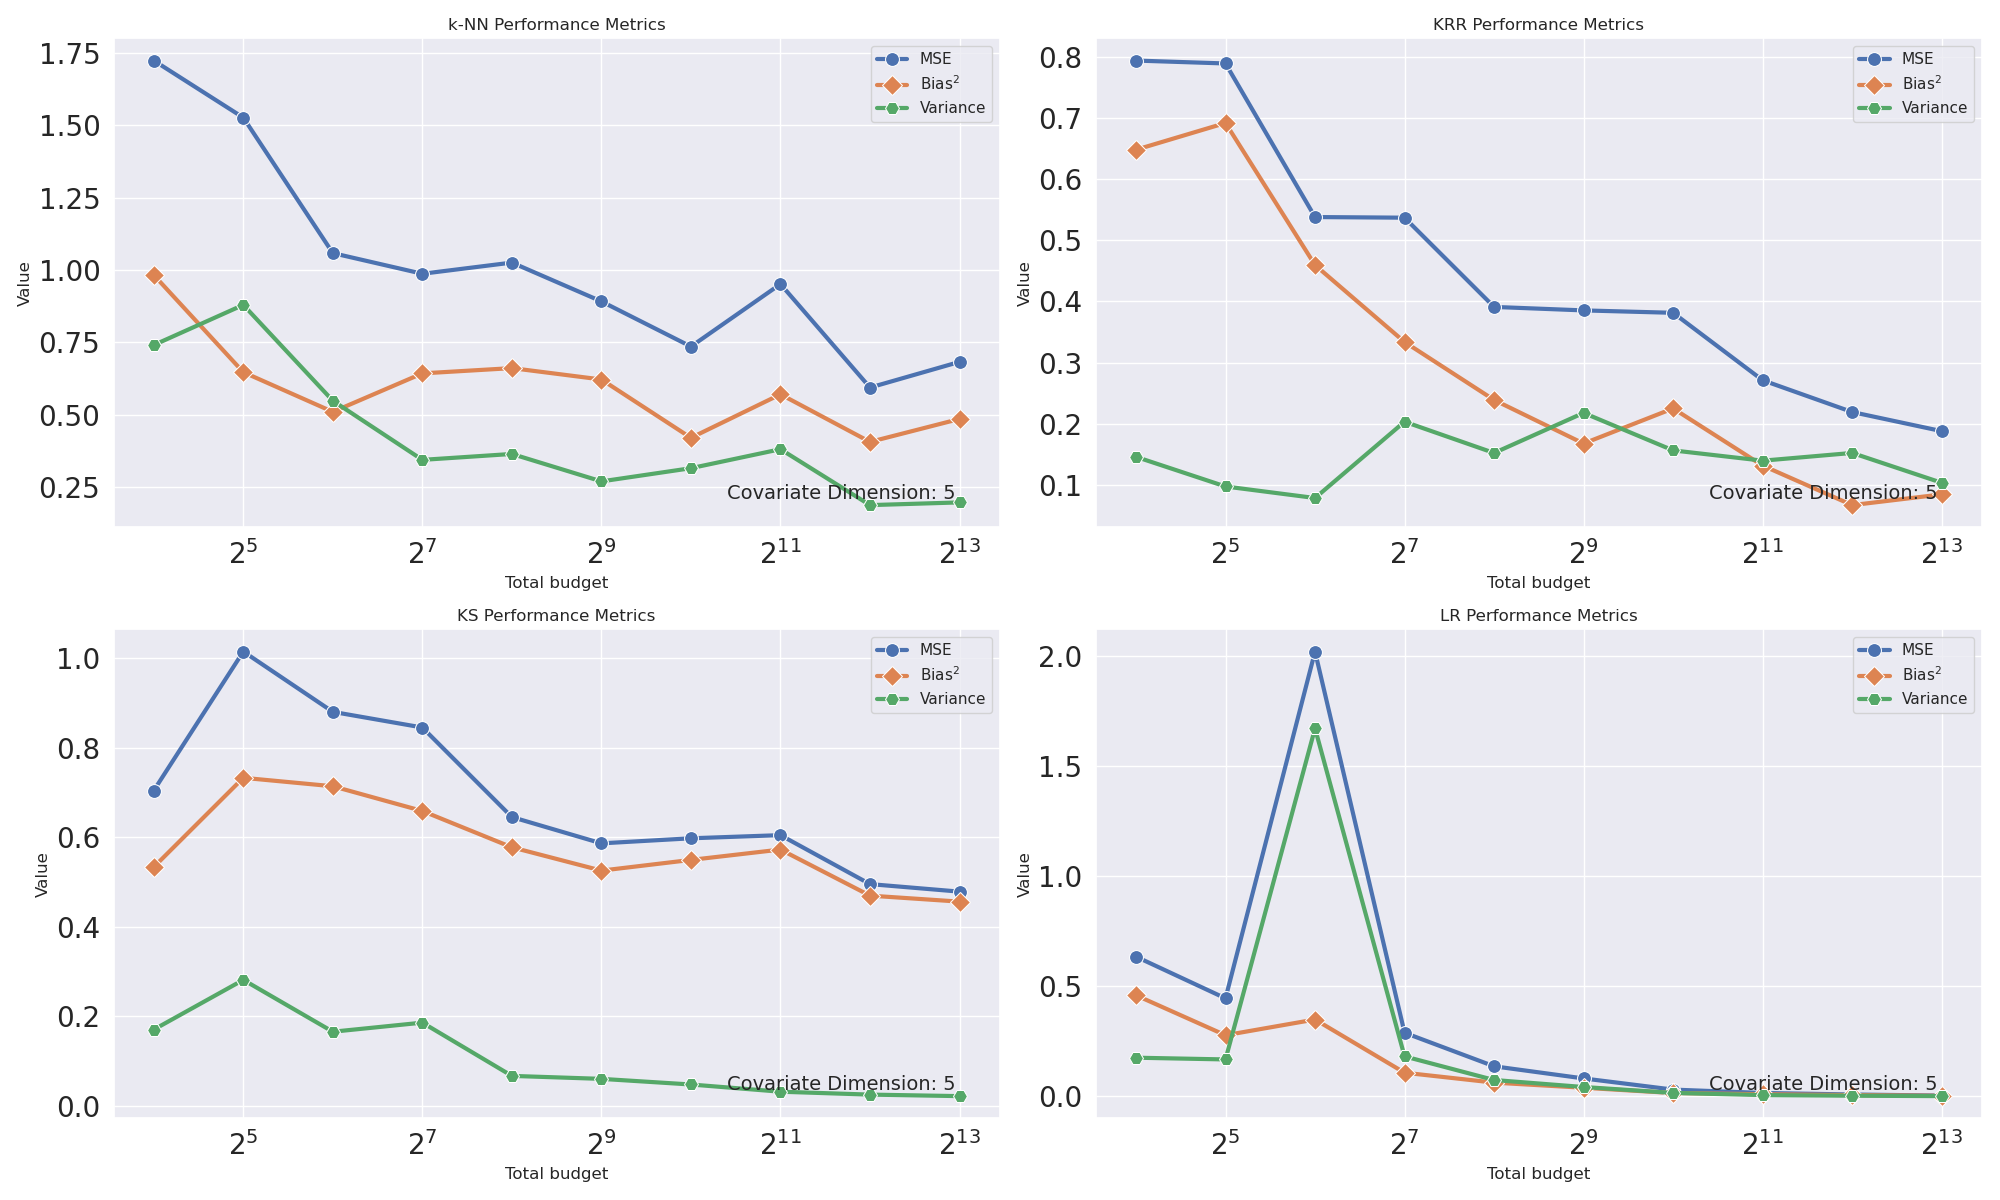 k-NN Performance Metrics
1.75
1.50
1.25
1.00
0.75
0.50
0.25
Value
MSE
Bias²
Variance
Covariate Dimension: 5
2⁵ 2⁷ 2⁹ 2¹¹ 2¹³
Total budget
KRR Performance Metrics
0.8
0.7
0.6
0.5
0.4
0.3
0.2
0.1
Value
MSE
Bias²
Variance
Covariate Dimension: 5
2⁵ 2⁷ 2⁹ 2¹¹ 2¹³
Total budget
KS Performance Metrics
1.0
0.8
0.6
0.4
0.2
0.0
Value
MSE
Bias²
Variance
Covariate Dimension: 5
2⁵ 2⁷ 2⁹ 2¹¹ 2¹³
Total budget
LR Performance Metrics
2.0
1.5
1.0
0.5
0.0
Value
MSE
Bias²
Variance
Covariate Dimension: 5
2⁵ 2⁷ 2⁹ 2¹¹ 2¹³
Total budget